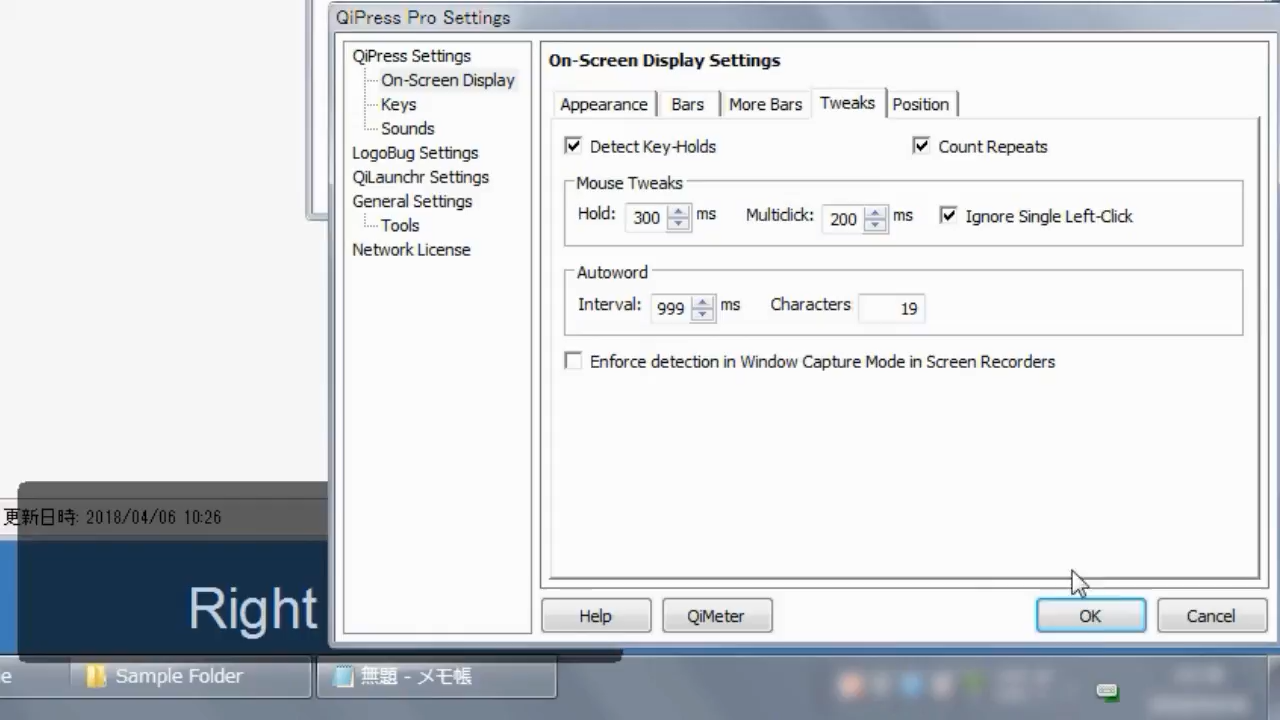 QiPress Pro Settings
QiPress Settings
On-Screen Display
Keys
Sounds
LogoBug Settings
QiLaunchr Settings
General Settings
Tools
Network License
On-Screen Display Settings
Appearance Bars More Bars Tweaks Position
Detect Key-Holds Count Repeats
Mouse Tweaks
Hold: 300 ms Multiclick: 200 ms Ignore Single Left-Click
Autoword
Interval: 999 ms Characters 19
Enforce detection in Window Capture Mode in Screen Recorders
更新日時: 2018/04/06 10:26
Right
Help QiMeter OK Cancel
e Sample Folder 無題 - メモ帳